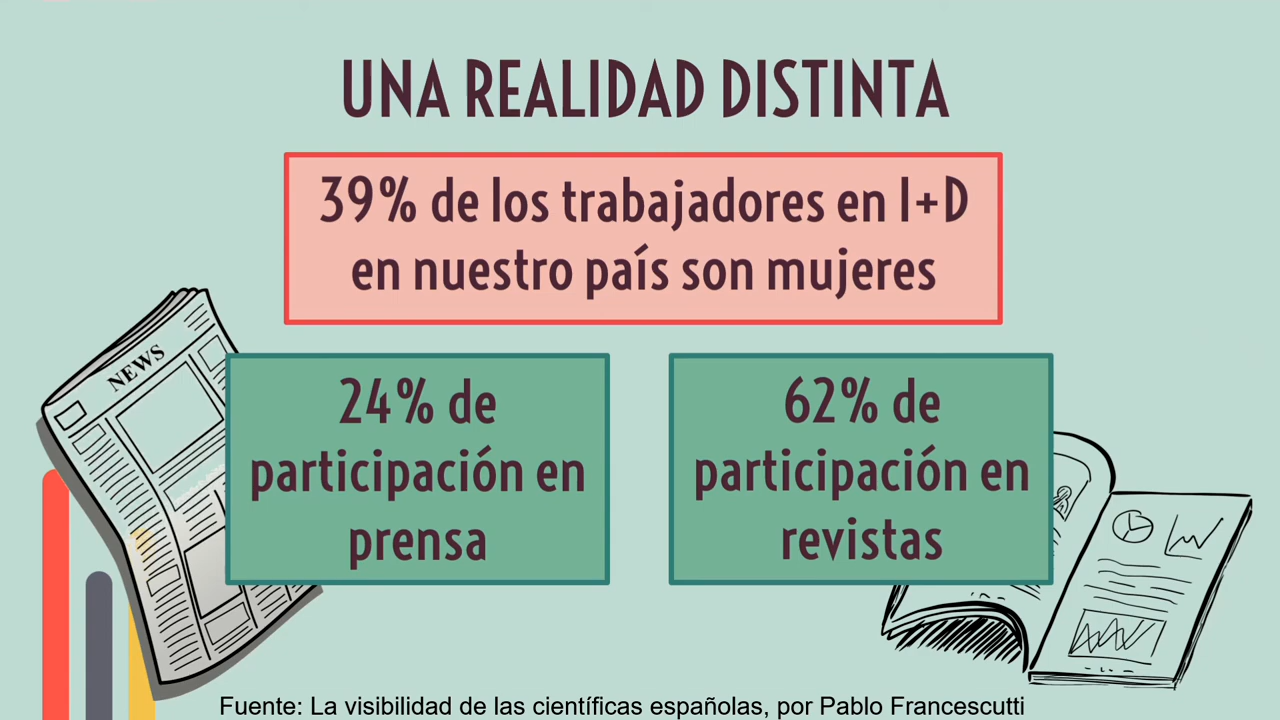 UNA REALIDAD DISTINTA
39% de los trabajadores en I+D
en nuestro país son mujeres
NEWS
24% de
participación en
prensa
62% de
participación en
revistas
Fuente: La visibilidad de las científicas españolas, por Pablo Francescutti